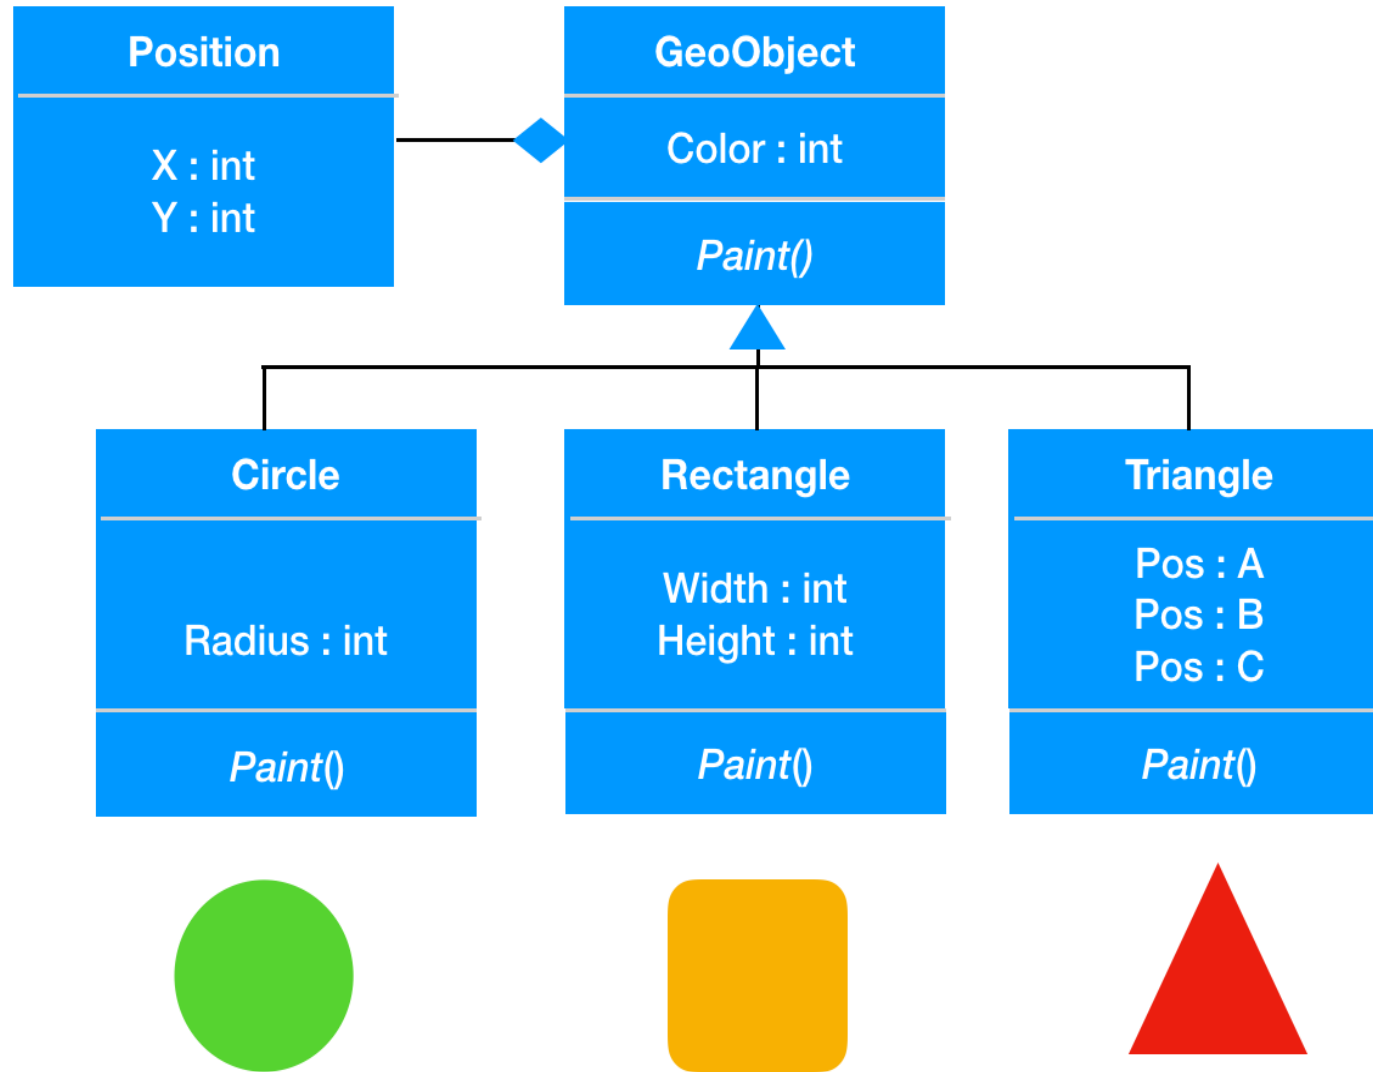 Position
X : int
Y : int
GeoObject
Color : int
Paint()
Circle
Radius : int
Paint()
Rectangle
Width : int
Height : int
Paint()
Triangle
Pos : A
Pos : B
Pos : C
Paint()